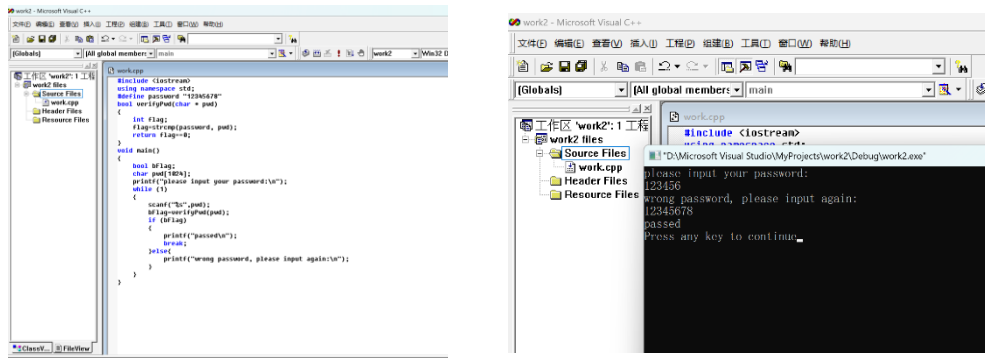 work2 - Microsoft Visual C++
文件(F) 编辑(E) 查看(V) 插入(I) 工程(P) 组建(B) 工具(T) 窗口(W) 帮助(H)
[Globals] [All global members main work2 Win32 D
工作区 'work2': 1 工程
work2 files
Source Files
work.cpp
Header Files
Resource Files
ClassV... FileView
work.cpp
#include <iostream>
using namespace std;
#define password "12345678"
bool verifyPwd(char * pwd)
{
int flag;
flag=strcmp(password, pwd);
return flag==0;
}
void main()
{
bool bFlag;
char pwd[1024];
printf("please input your password:\n");
while (1)
{
scanf("%s",pwd);
bFlag=verifyPwd(pwd);
if (bFlag)
{
printf("passed\n");
break;
}else{
printf("wrong password, please input again:\n");
}
}
}
work2 - Microsoft Visual C++
文件(F) 编辑(E) 查看(V) 插入(I) 工程(P) 组建(B) 工具(T) 窗口(W) 帮助(H)
(Globals) (All global members main
工作区 'work2': 1 工程
work2 files
Source Files
work.cpp
Header Files
Resource Files
work.cpp
#include <iostream>
using namespace std;
"D:\Microsoft Visual Studio\MyProjects\work2\Debug\work2.exe"
please input your password:
123456
wrong password, please input again:
12345678
passed
Press any key to continue_